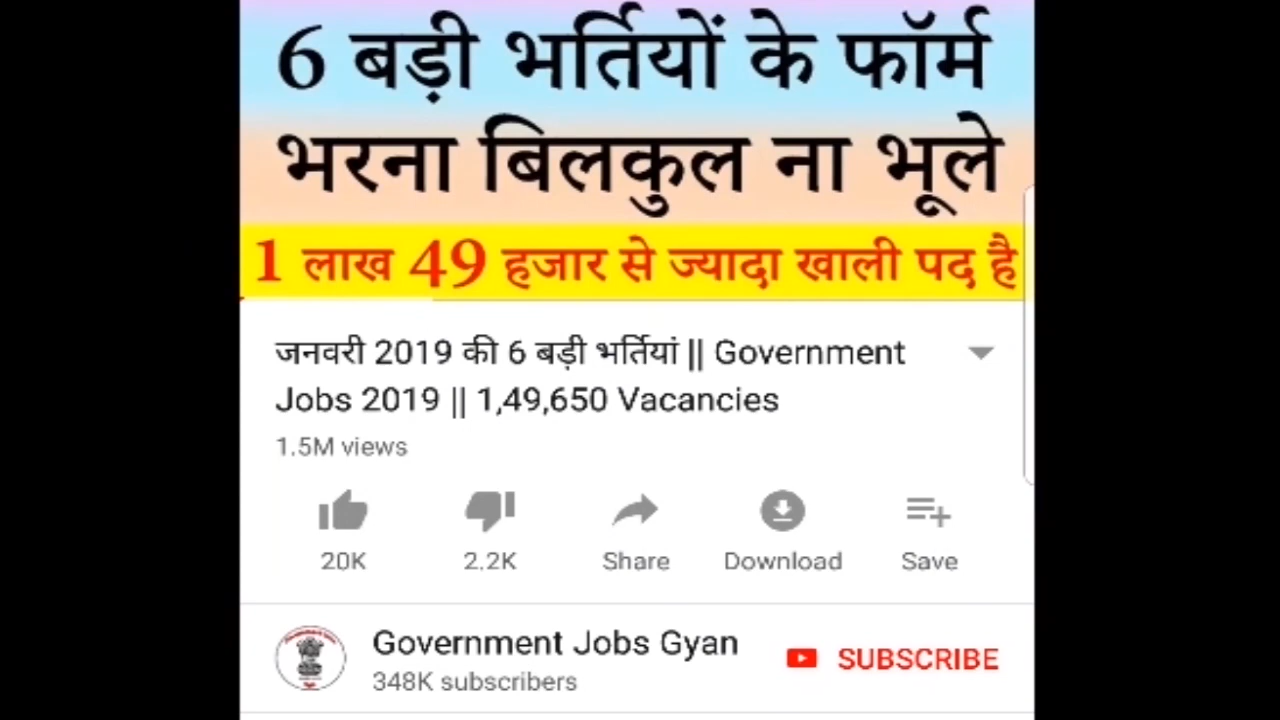 6 बड़ी भर्तियों के फॉर्म
भरना बिलकुल ना भूले
1 लाख 49 हजार से ज्यादा खाली पद है
जनवरी 2019 की 6 बड़ी भर्तियां || Government
Jobs 2019 || 1,49,650 Vacancies
1.5M views
20K 2.2K Share Download Save
Government Jobs Gyan
348K subscribers
SUBSCRIBE